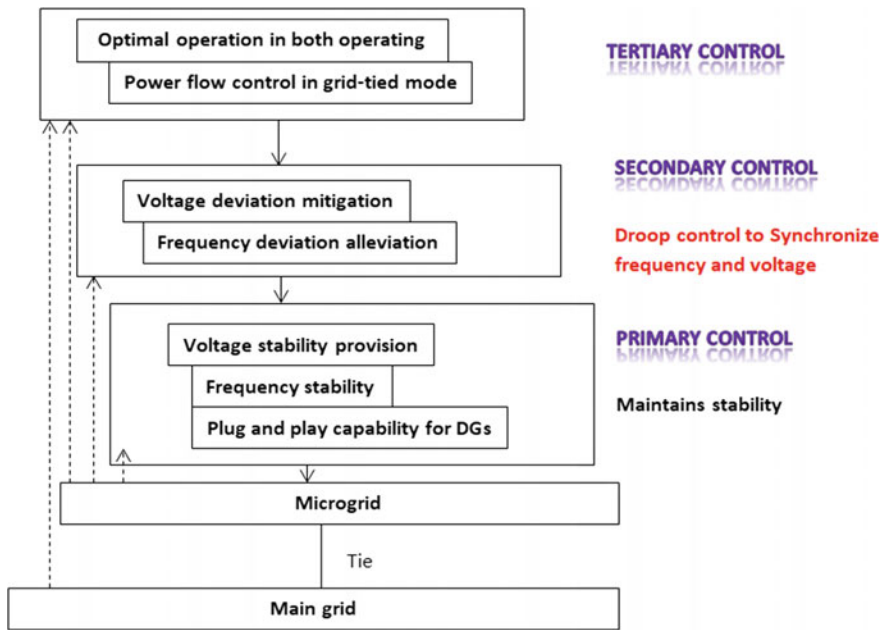 Optimal operation in both operating
Power flow control in grid-tied mode
TERTIARY CONTROL
SECONDARY CONTROL
Voltage deviation mitigation
Frequency deviation alleviation
Droop control to Synchronize
frequency and voltage
PRIMARY CONTROL
Voltage stability provision
Frequency stability
Plug and play capability for DGs
Maintains stability
Microgrid
Tie
Main grid